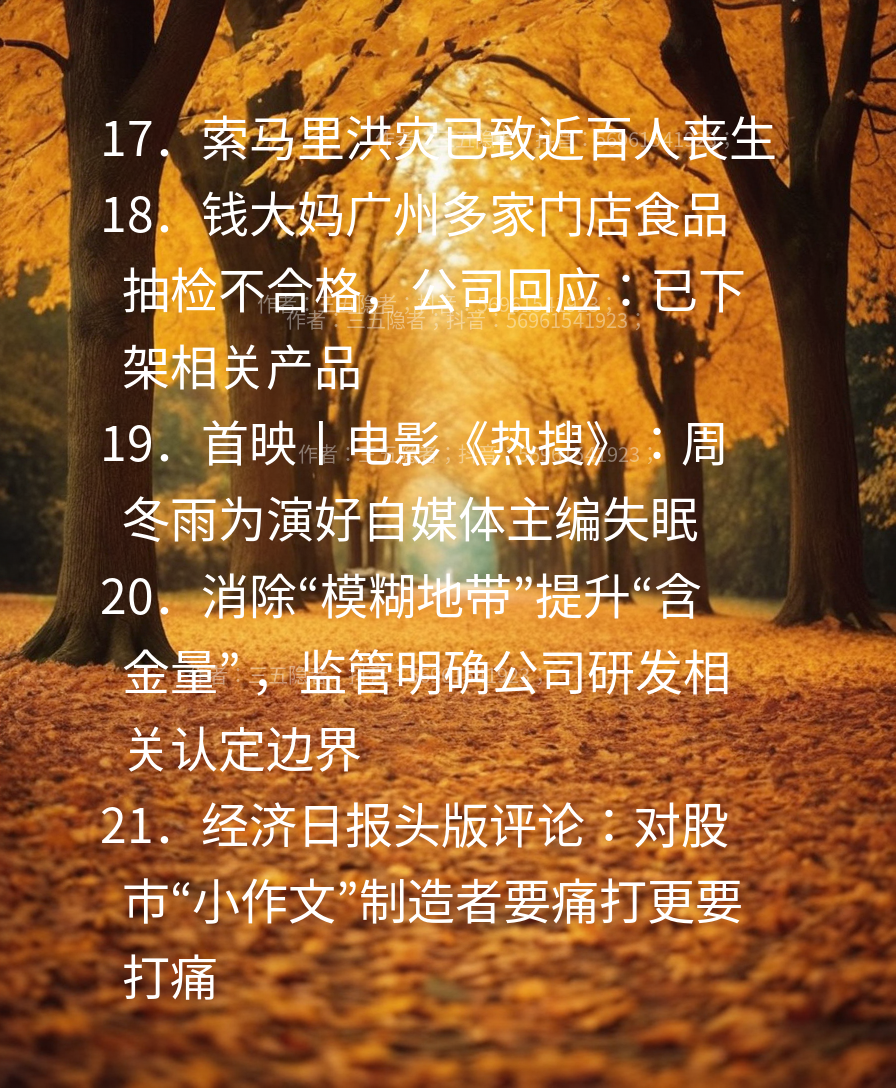 17．索马里洪灾已致近百人丧生
18．钱大妈广州多家门店食品
抽检不合格，公司回应：已下
架相关产品
作者：三五隐者；抖音：56961541923；
19．首映丨电影《热搜》：周
冬雨为演好自媒体主编失眠
20．消除“模糊地带”提升“含
金量”，监管明确公司研发相
关认定边界
21．经济日报头版评论：对股
市“小作文”制造者要痛打更要
打痛